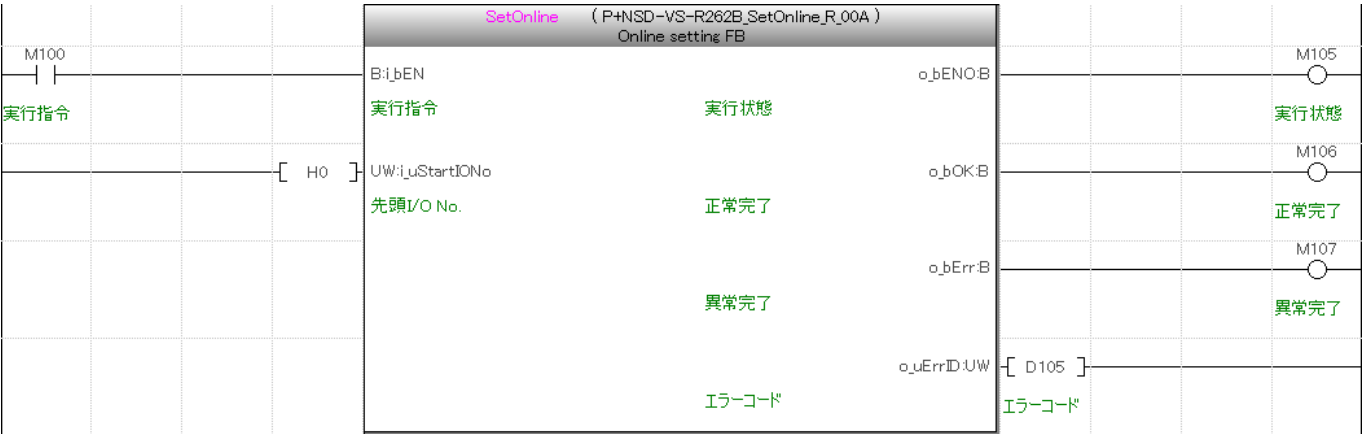 SetOnline (P+NSD-VS-R262B_SetOnline_R_00A)
Online setting FB
M100
B:i_bEN
o_bENO:B
M105
実行指令
実行指令
実行状態
実行状態
H0
UW:i_uStartIONo
o_bOK:B
M106
先頭I/O No.
正常完了
正常完了
o_bErr:B
M107
異常完了
異常完了
o_uErrID:UW
D105
エラーコード
エラーコード